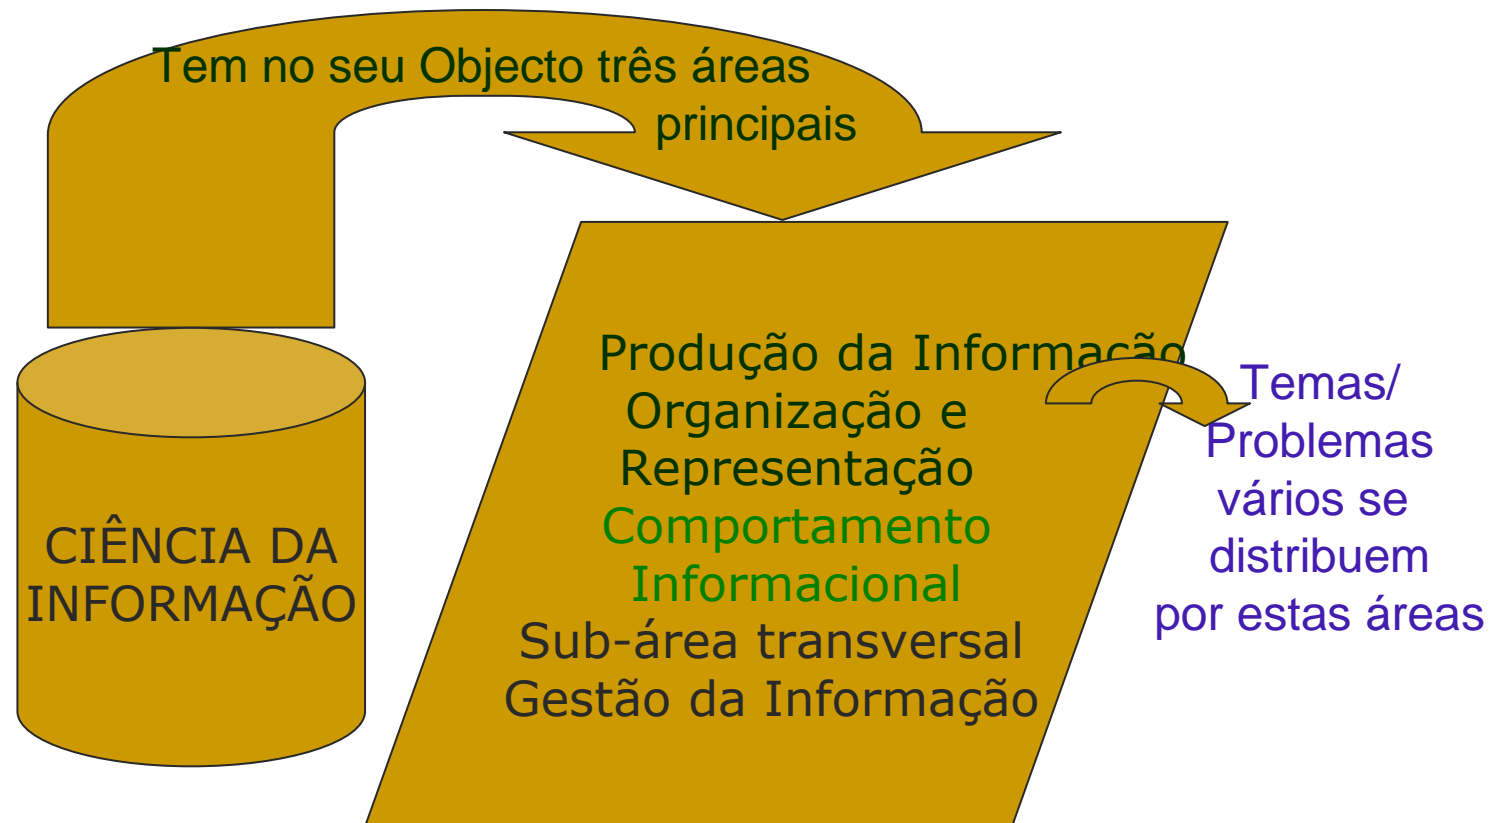 Tem no seu Objecto três áreas
principais
CIÊNCIA DA
INFORMAÇÃO
Produção da Informação
Organização e
Representação
Comportamento
Informacional
Sub-área transversal
Gestão da Informação
Temas/
Problemas
vários se
distribuem
por estas áreas